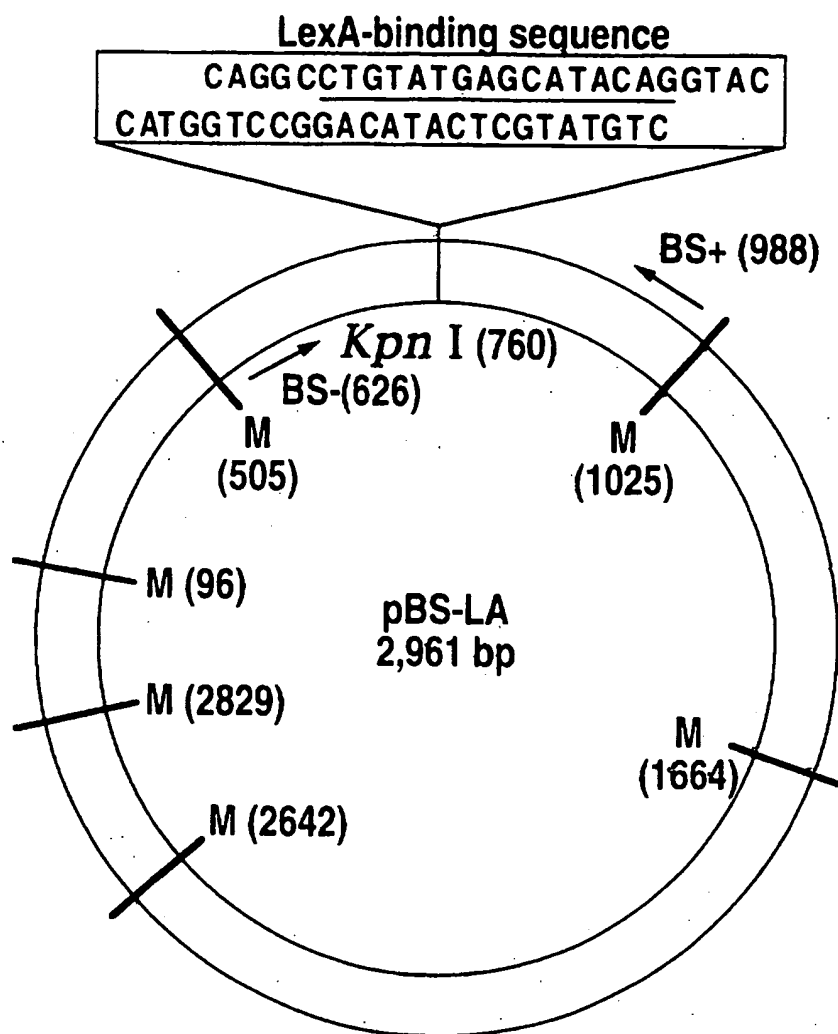 LexA-binding sequence
CAGGCCTGTATGAGCATACAGGTAC
CATGGTCCGGACATACTCGTATGTC
BS+ (988)
Kpn I (760)
BS-(626)
M
(505)
M
(1025)
M (96)
pBS-LA
2,961 bp
M (2829)
M
(1664)
M (2642)